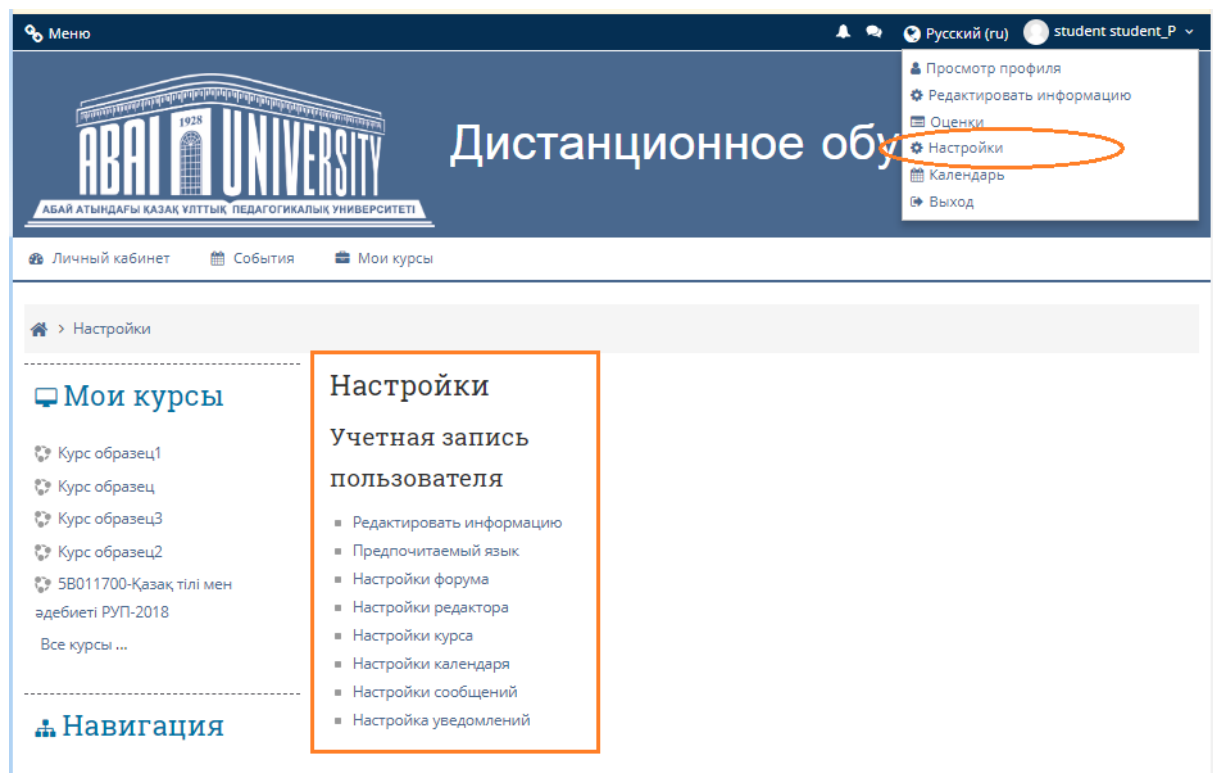 Меню
Русский (ru)
student student_P
Просмотр профиля
Редактировать информацию
Оценки
Настройки
Календарь
Выход
1928
ABAI UNIVERSITY
АБАЙ АТЫНДАҒЫ ҚАЗАҚ ҰЛТТЫҚ ПЕДАГОГИКАЛЫҚ УНИВЕРСИТЕТІ
Дистанционное обу
Личный кабинет
События
Мои курсы
> Настройки
Мои курсы
Курс образец1
Курс образец
Курс образец3
Курс образец2
5В011700-Қазақ тілі мен
әдебиеті РУП-2018
Все курсы ...
Навигация
Настройки
Учетная запись
пользователя
Редактировать информацию
Предпочитаемый язык
Настройки форума
Настройки редактора
Настройки курса
Настройки календаря
Настройки сообщений
Настройка уведомлений